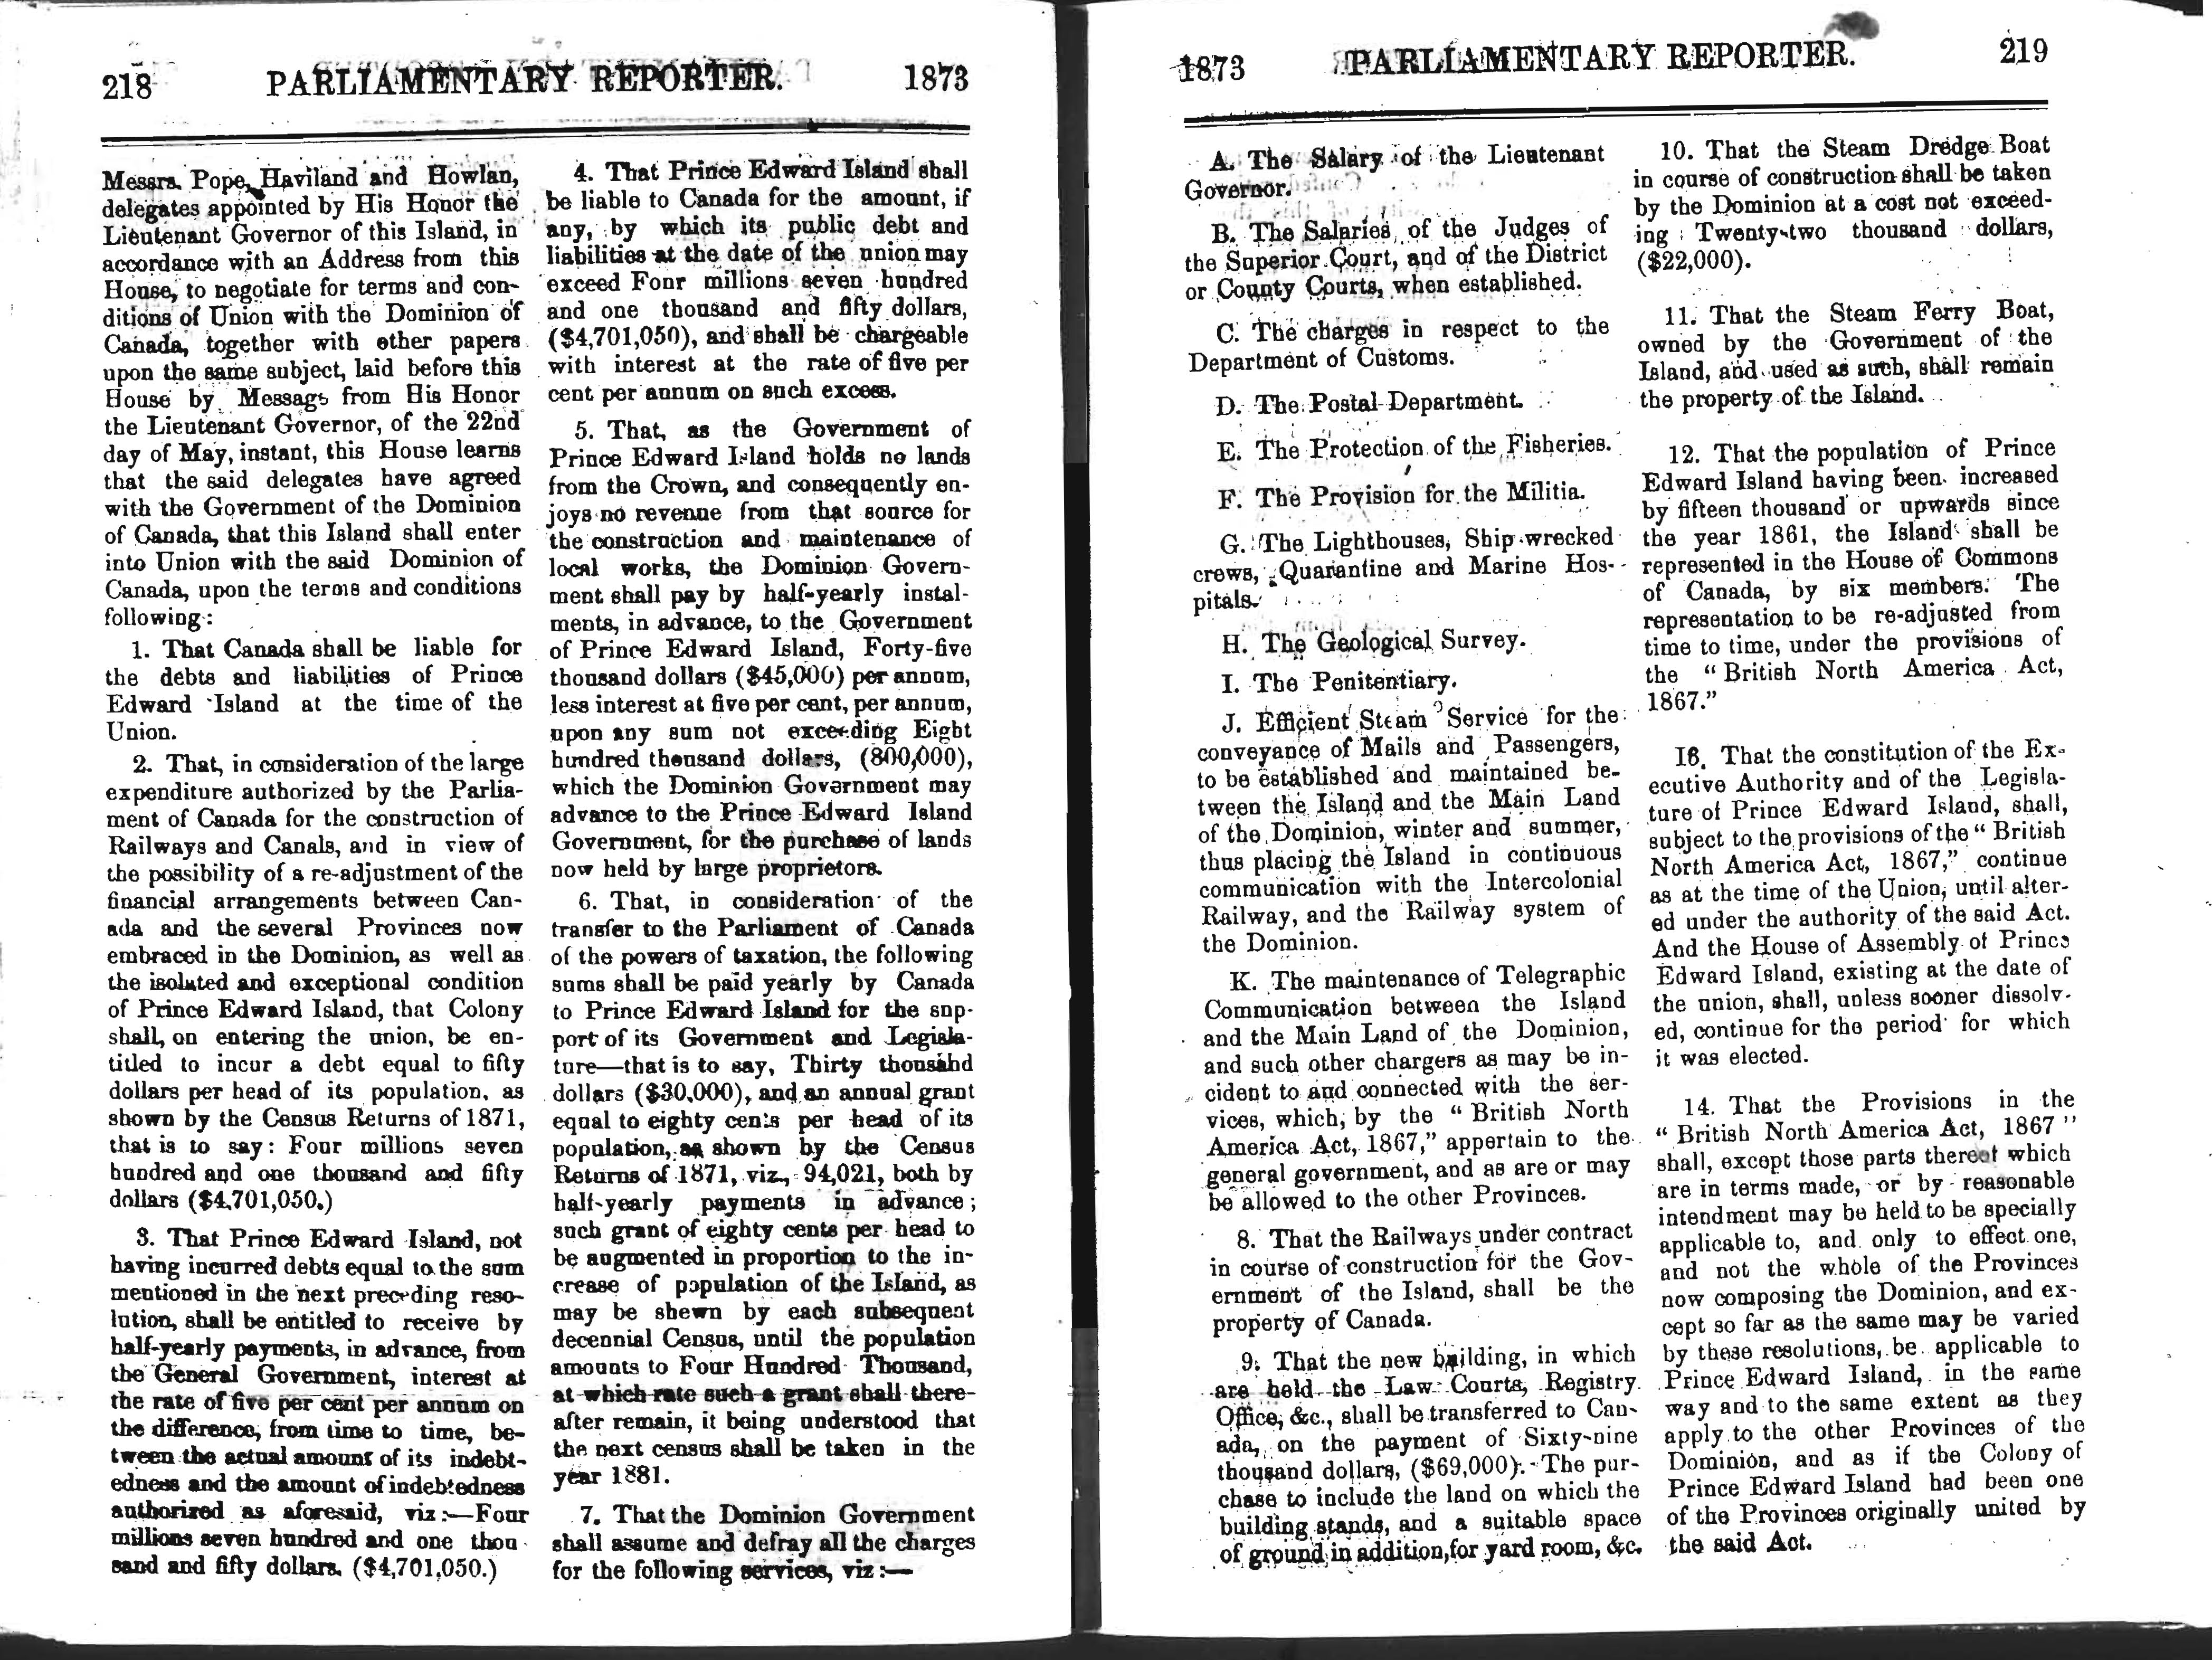 218 PARLIAMENTARY REPORTER. 1873
Messrs. Pope, Haviland and Howlan,
delegates appointed by His Honor the
Lieutenant Governor of this Island, in
accordance with an Address from this
House, to negotiate for terms and con-
ditions of Union with the Dominion of
Canada, together with other papers
upon the same subject, laid before this
House by Message from His Honor
the Lieutenant Governor, of the 22nd
day of May, instant, this House learns
that the said delegates have agreed
with the Government of the Dominion
of Canada, that this Island shall enter
into Union with the said Dominion of
Canada, upon the terms and conditions
following:
1. That Canada shall be liable for
the debts and liabilities of Prince
Edward Island at the time of the
Union.
2. That, in consideration of the large
expenditure authorized by the Parlia-
ment of Canada for the construction of
Railways and Canals, and in view of
the possibility of a re-adjustment of the
financial arrangements between Can-
ada and the several Provinces now
embraced in the Dominion, as well as
the isolated and exceptional condition
of Prince Edward Island, that Colony
shall, on entering the union, be en-
titled to incur a debt equal to fifty
dollars per head of its population, as
shown by the Census Returns of 1871,
that is to say: Four millions seven
hundred and one thousand and fifty
dollars ($4,701,050.)
3. That Prince Edward Island, not
having incurred debts equal to the sum
mentioned in the next preceding reso-
lution, shall be entitled to receive by
half-yearly payments, in advance, from
the General Government, interest at
the rate of five per cent per annum on
the difference, from time to time, be-
tween the actual amount of its indebt-
edness and the amount of indebtedness
authorized as aforesaid, viz:—Four
millions seven hundred and one thou
sand and fifty dollars. ($4,701,050.)
4. That Prince Edward Island shall
be liable to Canada for the amount, if
any, by which its public debt and
liabilities at the date of the union may
exceed Four millions seven hundred
and one thousand and fifty dollars,
($4,701,050), and shall be chargeable
with interest at the rate of five per
cent per annum on such excess.
5. That, as the Government of
Prince Edward Island holds no lands
from the Crown, and consequently en-
joys no revenue from that source for
the construction and maintenance of
local works, the Dominion Govern-
ment shall pay by half-yearly instal-
ments, in advance, to the Government
of Prince Edward Island, Forty-five
thousand dollars ($45,000) per annum,
less interest at five per cent, per annum,
upon any sum not exceeding Eight
hundred thousand dollars, (800,000),
which the Dominion Government may
advance to the Prince Edward Island
Government, for the purchase of lands
now held by large proprietors.
6. That, in consideration of the
transfer to the Parliament of Canada
of the powers of taxation, the following
sums shall be paid yearly by Canada
to Prince Edward Island for the sup-
port of its Government and Legisla-
ture—that is to say, Thirty thousand
dollars ($30,000), and an annual grant
equal to eighty cents per head of its
population, as shown by the Census
Returns of 1871, viz., 94,021, both by
half-yearly payments in advance;
such grant of eighty cents per head to
be augmented in proportion to the in-
crease of population of the Island, as
may be shewn by each subsequent
decennial Census, until the population
amounts to Four Hundred Thousand,
at which rate such a grant shall there-
after remain, it being understood that
the next census shall be taken in the
year 1881.
7. That the Dominion Government
shall assume and defray all the charges
for the following services, viz:—
1873 PARLIAMENTARY REPORTER. 219
A. The Salary of the Lieutenant
Governor.
B. The Salaries of the Judges of
the Superior Court, and of the District
or County Courts, when established.
C. The charges in respect to the
Department of Customs.
D. The Postal Department.
E. The Protection of the Fisheries.
F. The Provision for the Militia.
G. The Lighthouses, Ship wrecked
crews, Quarantine and Marine Hos-
pitals.
H. The Geological Survey.
I. The Penitentiary.
J. Efficient Steam Service for the
conveyance of Mails and Passengers,
to be established and maintained be-
tween the Island and the Main Land
of the Dominion, winter and summer,
thus placing the Island in continuous
communication with the Intercolonial
Railway, and the Railway system of
the Dominion.
K. The maintenance of Telegraphic
Communication between the Island
and the Main Land of the Dominion,
and such other chargers as may be in-
cident to and connected with the ser-
vices, which, by the "British North
America Act, 1867," appertain to the
general government, and as are or may
be allowed to the other Provinces.
8. That the Railways under contract
in course of construction for the Gov-
ernment of the Island, shall be the
property of Canada.
9. That the new building, in which
are held the Law Courts, Registry
Office, &c., shall be transferred to Can-
ada, on the payment of Sixty-nine
thousand dollars, ($69,000). The pur-
chase to include the land on which the
building stands, and a suitable space
of ground in addition, for yard room, &c.
10. That the Steam Dredge Boat
in course of construction shall be taken
by the Dominion at a cost not exceed-
ing Twenty-two thousand dollars,
($22,000).
11. That the Steam Ferry Boat,
owned by the Government of the
Island, and used as such, shall remain
the property of the Island.
12. That the population of Prince
Edward Island having been increased
by fifteen thousand or upwards since
the year 1861, the Island shall be
represented in the House of Commons
of Canada, by six members. The
representation to be re-adjusted from
time to time, under the provisions of
the "British North America Act,
1867."
16. That the constitution of the Ex-
ecutive Authority and of the Legisla-
ture of Prince Edward Island, shall,
subject to the provisions of the "British
North America Act, 1867," continue
as at the time of the Union, until alter-
ed under the authority of the said Act.
And the House of Assembly of Prince
Edward Island, existing at the date of
the union, shall, unless sooner dissolv-
ed, continue for the period for which
it was elected.
14. That the Provisions in the
"British North America Act, 1867"
shall, except those parts thereof which
are in terms made, or by reasonable
intendment may be held to be specially
applicable to, and only to effect one,
and not the whole of the Provinces
now composing the Dominion, and ex-
cept so far as the same may be varied
by these resolutions, be applicable to
Prince Edward Island, in the same
way and to the same extent as they
apply to the other Provinces of the
Dominion, and as if the Colony of
Prince Edward Island had been one
of the Provinces originally united by
the said Act.